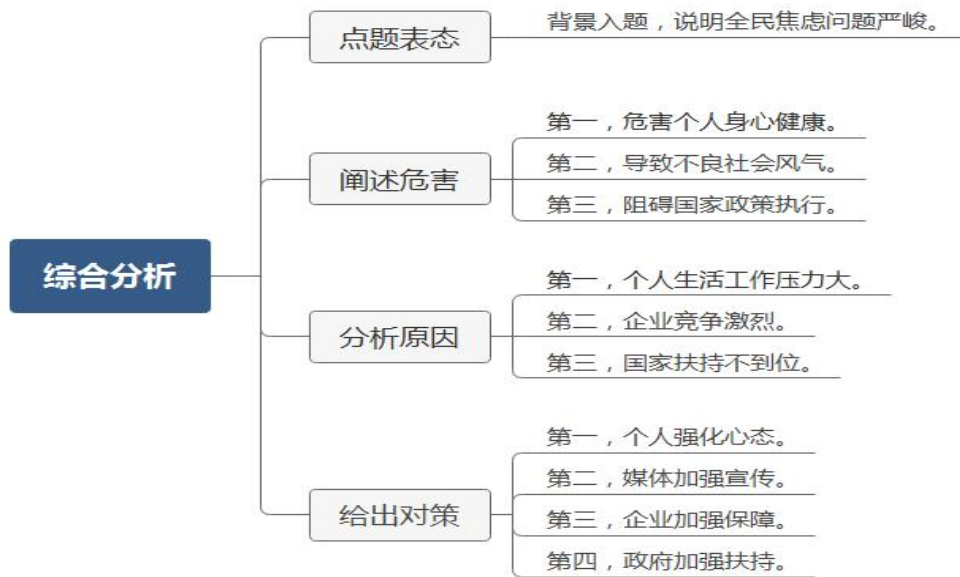 综合分析
点题表态
背景入题，说明全民焦虑问题严峻。
阐述危害
第一，危害个人身心健康。
第二，导致不良社会风气。
第三，阻碍国家政策执行。
分析原因
第一，个人生活工作压力大。
第二，企业竞争激烈。
第三，国家扶持不到位。
给出对策
第一，个人强化心态。
第二，媒体加强宣传。
第三，企业加强保障。
第四，政府加强扶持。